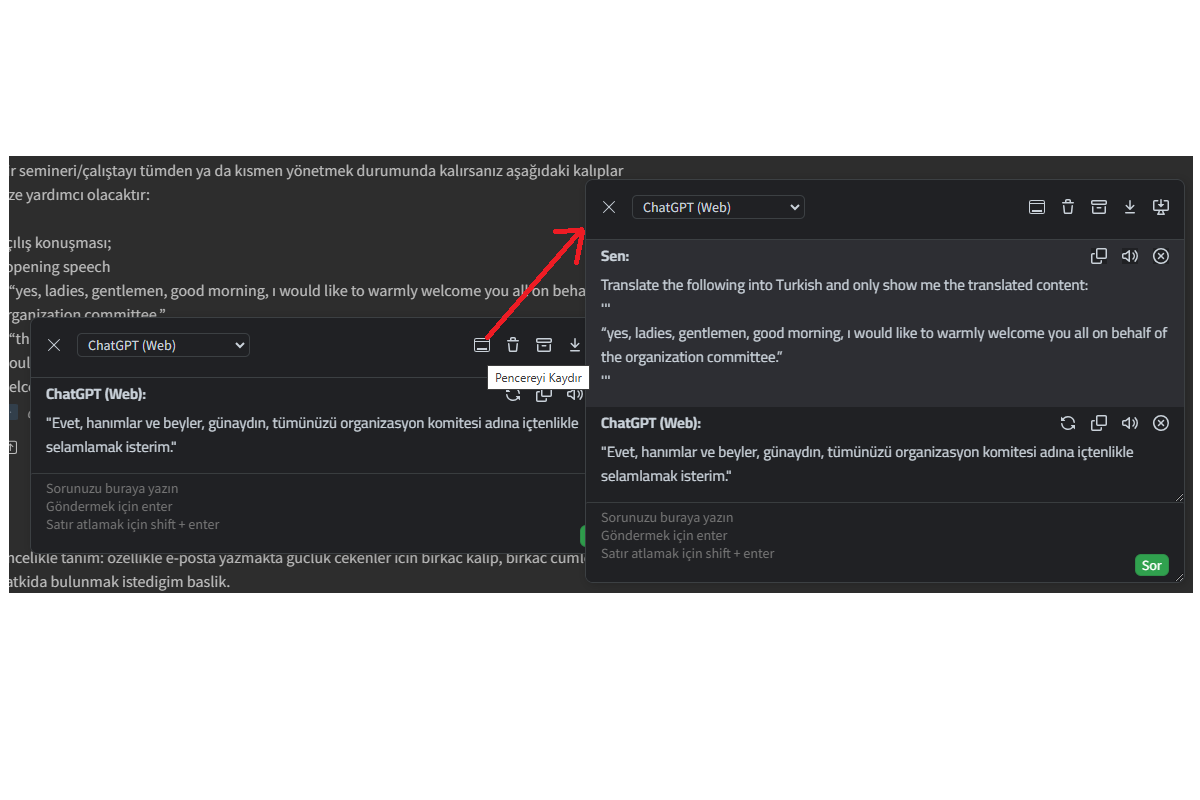 r semineri/çalıştayı tümden ya da kısmen yönetmek durumunda kalırsanız aşağıdaki kalıplar
ze yardımcı olacaktır:
çılış konuşması;
opening speech
“yes, ladies, gentlemen, good morning, ı would like to warmly welcome you all on beha
rganization committee.”
“th
oul
elc
ChatGPT (Web)
Pencereyi Kaydır
ChatGPT (Web):
"Evet, hanımlar ve beyler, günaydın, tümünüzü organizasyon komitesi adına içtenlikle
selamlamak isterim."
Sorunuzu buraya yazın
Göndermek için enter
Satır atlamak için shift + enter
ncelikle tanım: özellikle e-posta yazmakta güçlük çekenler için birkaç kalıp, birkaç cüml
atkida bulunmak istedigim baslik.
ChatGPT (Web)
Sen:
Translate the following into Turkish and only show me the translated content:
"""
“yes, ladies, gentlemen, good morning, ı would like to warmly welcome you all on behalf of
the organization committee.”
"""
ChatGPT (Web):
"Evet, hanımlar ve beyler, günaydın, tümünüzü organizasyon komitesi adına içtenlikle
selamlamak isterim."
Sorunuzu buraya yazın
Göndermek için enter
Satır atlamak için shift + enter
Sor